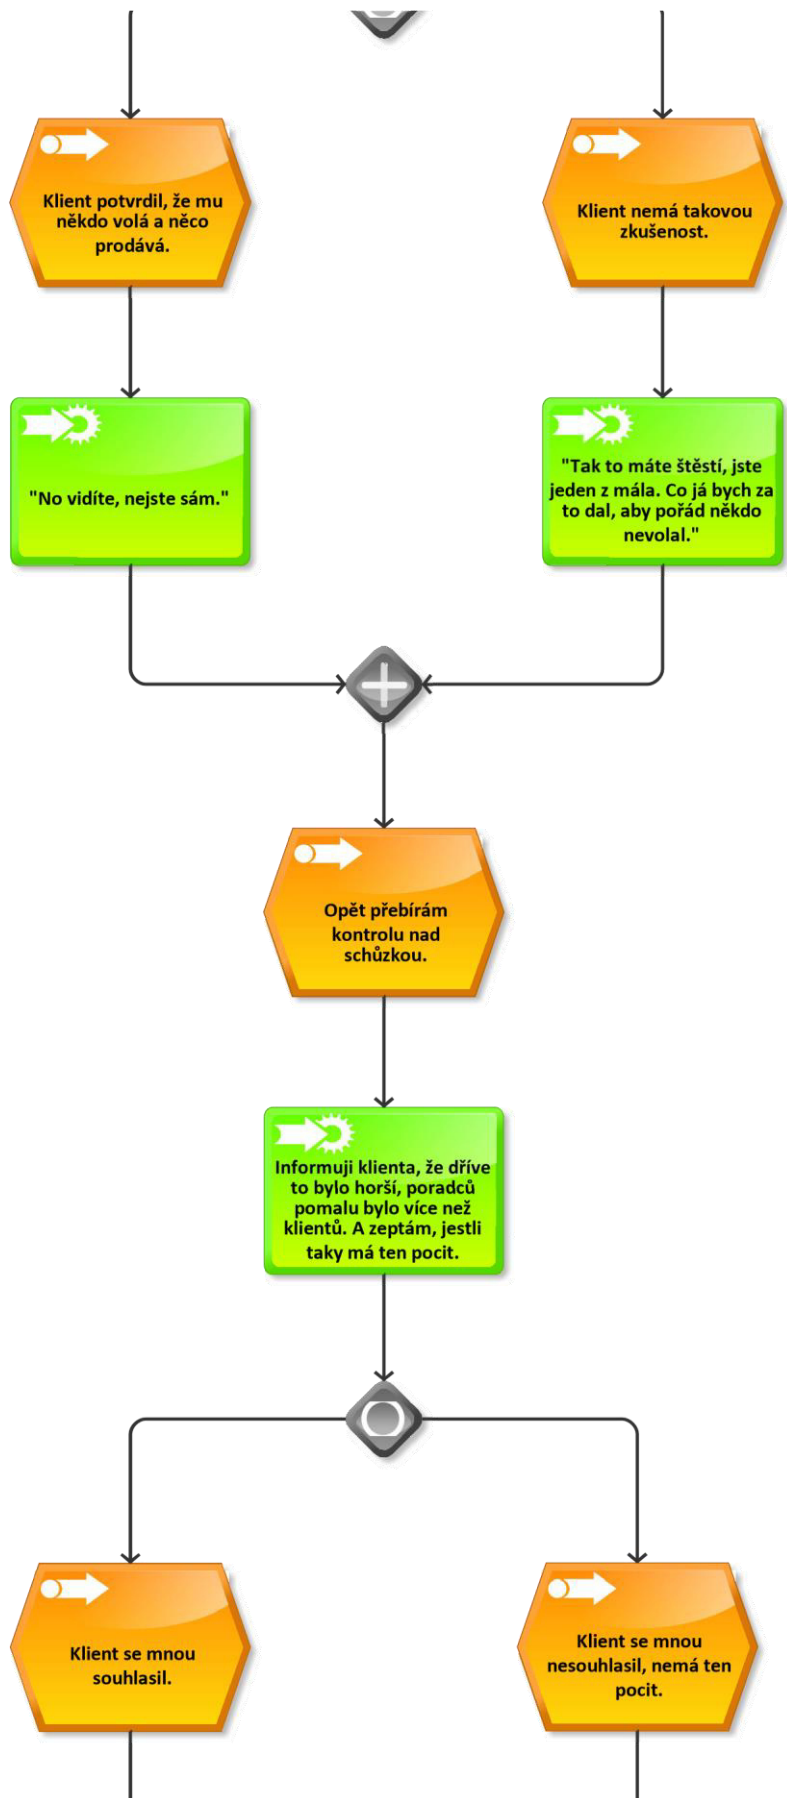 Klient potvrdil, že mu
někdo volá a něco
prodává.
Klient nemá takovou
zkušenost.
"No vidíte, nejste sám."
"Tak to máte štěstí, jste
jeden z mála. Co já bych za
to dal, aby pořád někdo
nevolal."
Opět přebírám
kontrolu nad
schůzkou.
Informuji klienta, že dříve
to bylo horší, poradců
pomalu bylo více než
klientů. A zeptám, jestli
taky má ten pocit.
Klient se mnou
souhlasil.
Klient se mnou
nesouhlasil, nemá ten
pocit.